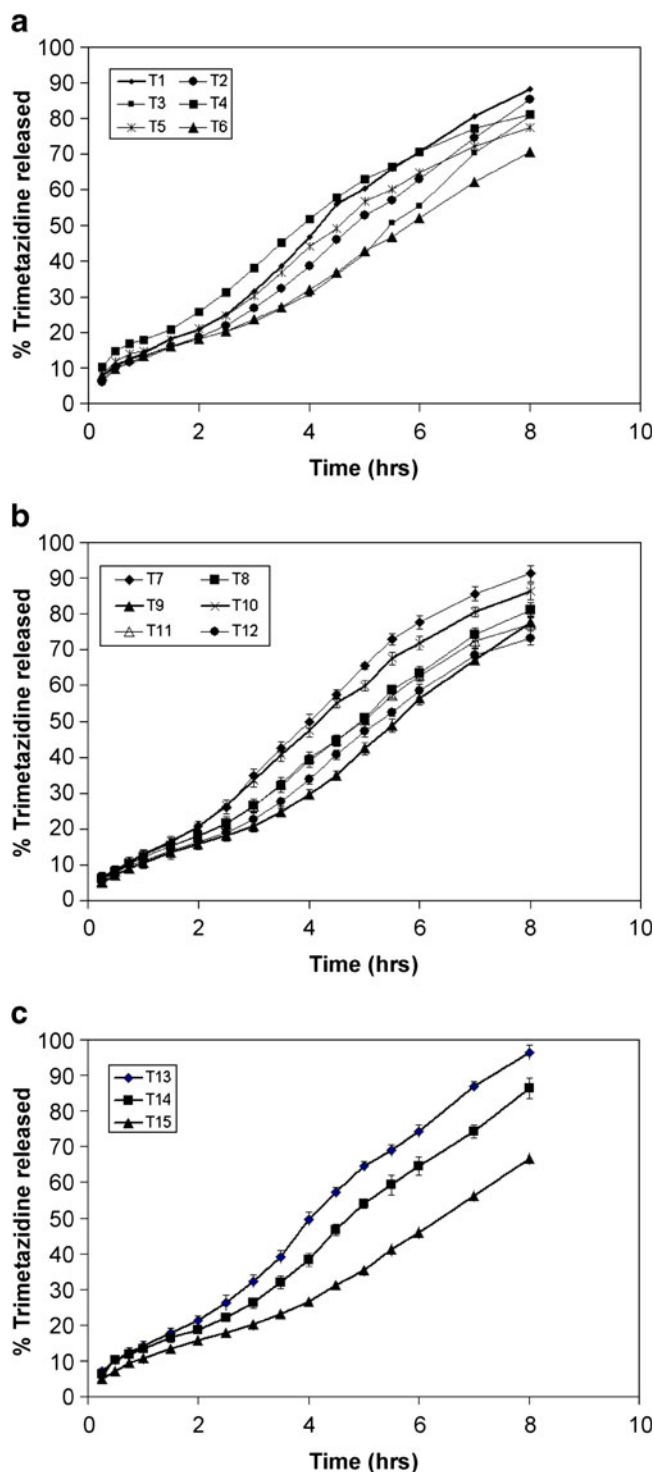 a
100
90
80
70
60
50
40
30
20
10
0
% Trimetazidine released
T1 T2
T3 T4
T5 T6
0 2 4 6 8 10
Time (hrs)
b
100
90
80
70
60
50
40
30
20
10
0
% Trimetazidine released
T7 T8
T9 T10
T11 T12
0 2 4 6 8 10
Time (hrs)
c
100
90
80
70
60
50
40
30
20
10
0
% Trimetazidine released
T13
T14
T15
0 2 4 6 8 10
Time (hrs)